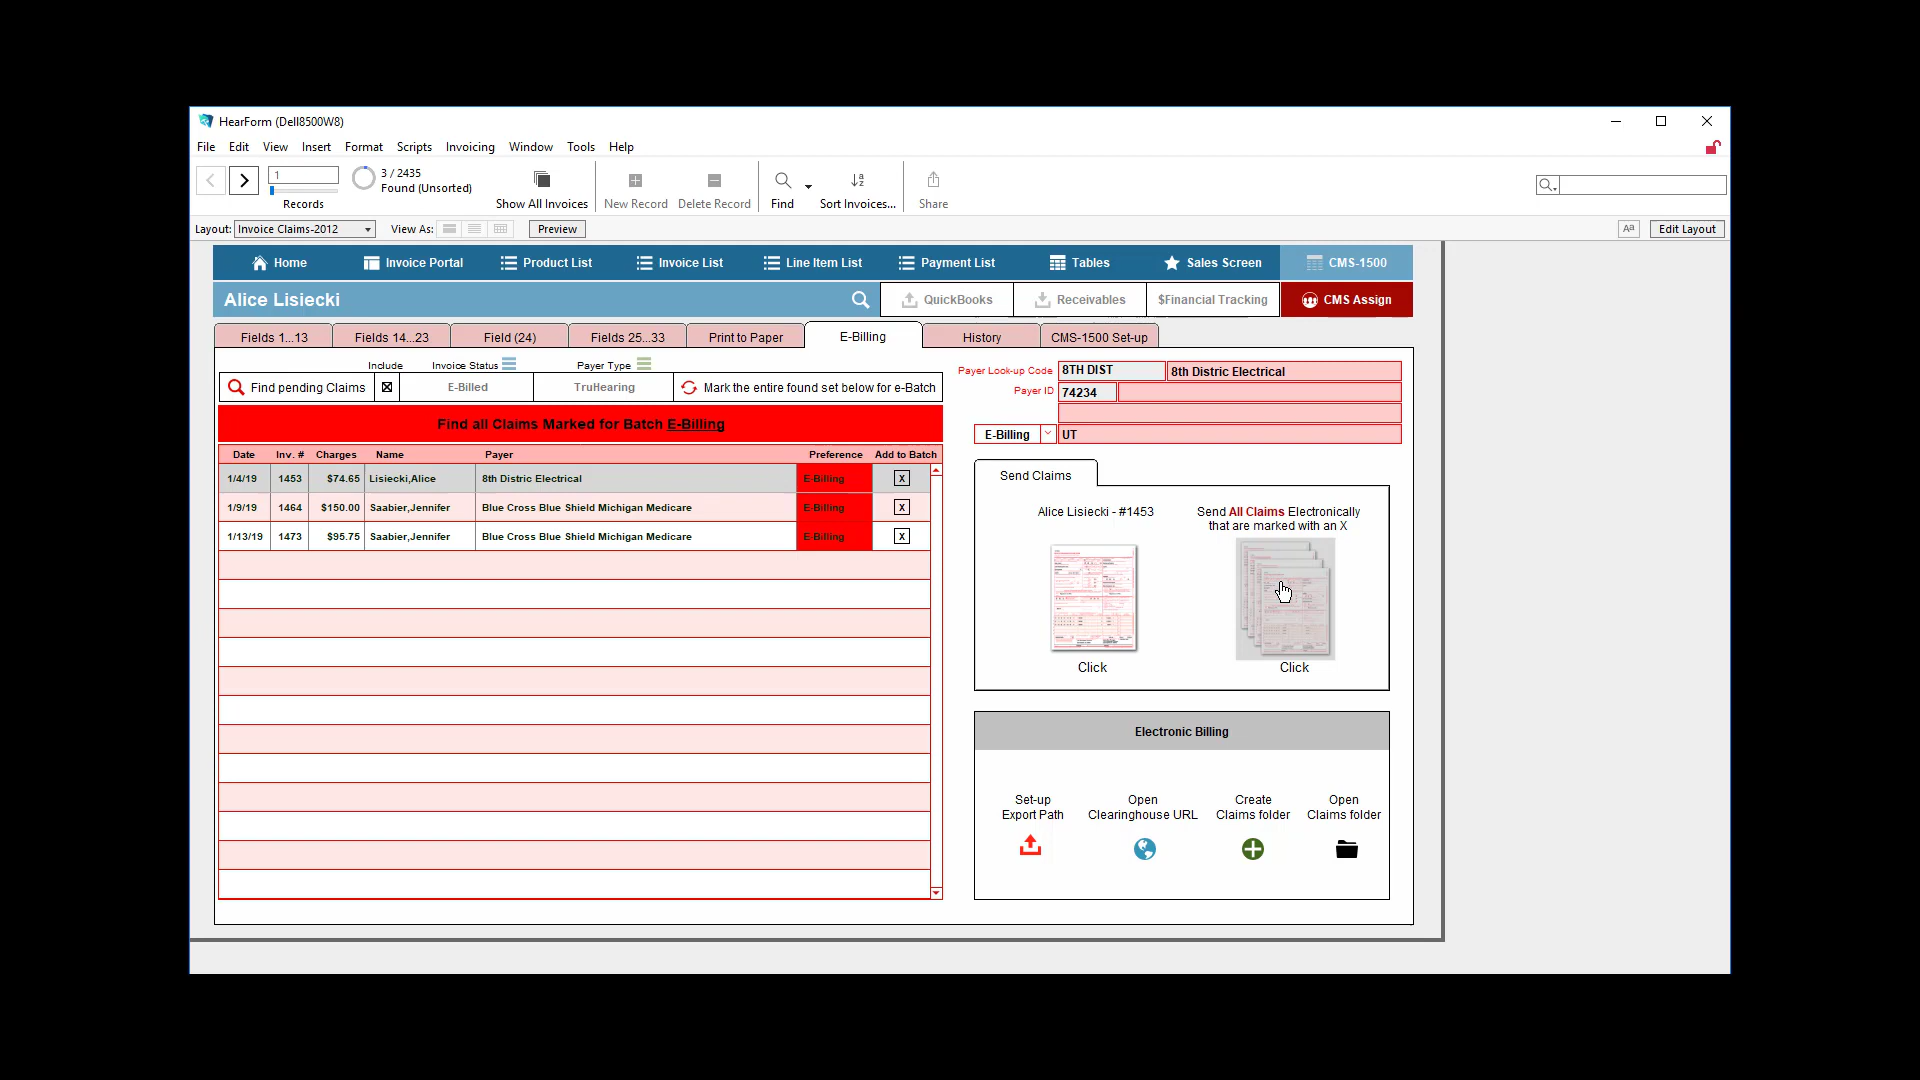 HearForm (Dell8500W8)
File Edit View Insert Format Scripts Invoicing Window Tools Help
1
3 / 2435
Found (Unsorted)
Records
Show All Invoices
New Record
Delete Record
Find
Sort Invoices...
Share
Layout: Invoice Claims-2012 View As: Preview Aa Edit Layout
Home Invoice Portal Product List Invoice List Line Item List Payment List Tables Sales Screen CMS-1500
Alice Lisiecki QuickBooks Receivables $Financial Tracking CMS Assign
Fields 1...13 Fields 14...23 Field (24) Fields 25...33 Print to Paper E-Billing History CMS-1500 Set-up
Include Invoice Status Payer Type
Find pending Claims E-Billed TruHearing Mark the entire found set below for e-Batch
Find all Claims Marked for Batch E-Billing
Date Inv. # Charges Name Payer Preference Add to Batch
1/4/19 1453 $74.65 Lisiecki,Alice 8th Distric Electrical E-Billing X
1/9/19 1464 $150.00 Saabier,Jennifer Blue Cross Blue Shield Michigan Medicare E-Billing X
1/13/19 1473 $95.75 Saabier,Jennifer Blue Cross Blue Shield Michigan Medicare E-Billing X
Payer Look-up Code 8TH DIST 8th Distric Electrical
Payer ID 74234
E-Billing UT
Send Claims
Alice Lisiecki - #1453
Click
Send All Claims Electronically
that are marked with an X
Click
Electronic Billing
Set-up
Export Path
Open
Clearinghouse URL
Create
Claims folder
Open
Claims folder